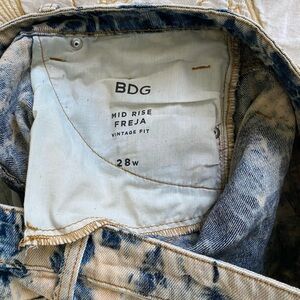 BDG
MID RISE
FREJA
VINTAGE FIT
28W